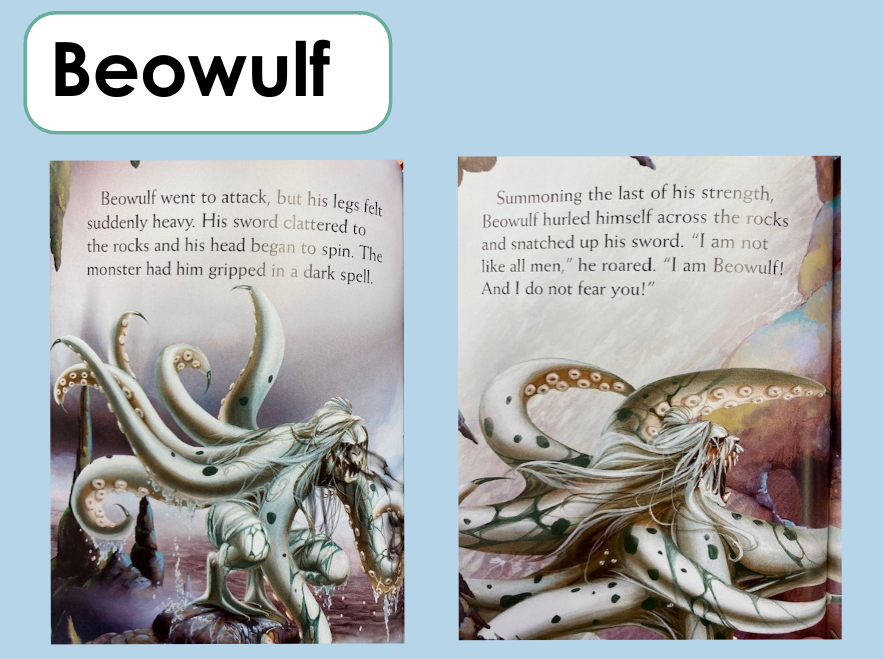 Beowulf
Beowulf went to attack, but his legs felt
suddenly heavy. His sword clattered to
the rocks and his head began to spin. The
monster had him gripped in a dark spell.
Summoning the last of his strength,
Beowulf hurled himself across the rocks
and snatched up his sword. “I am not
like all men,” he roared. “I am Beowulf!
And I do not fear you!”